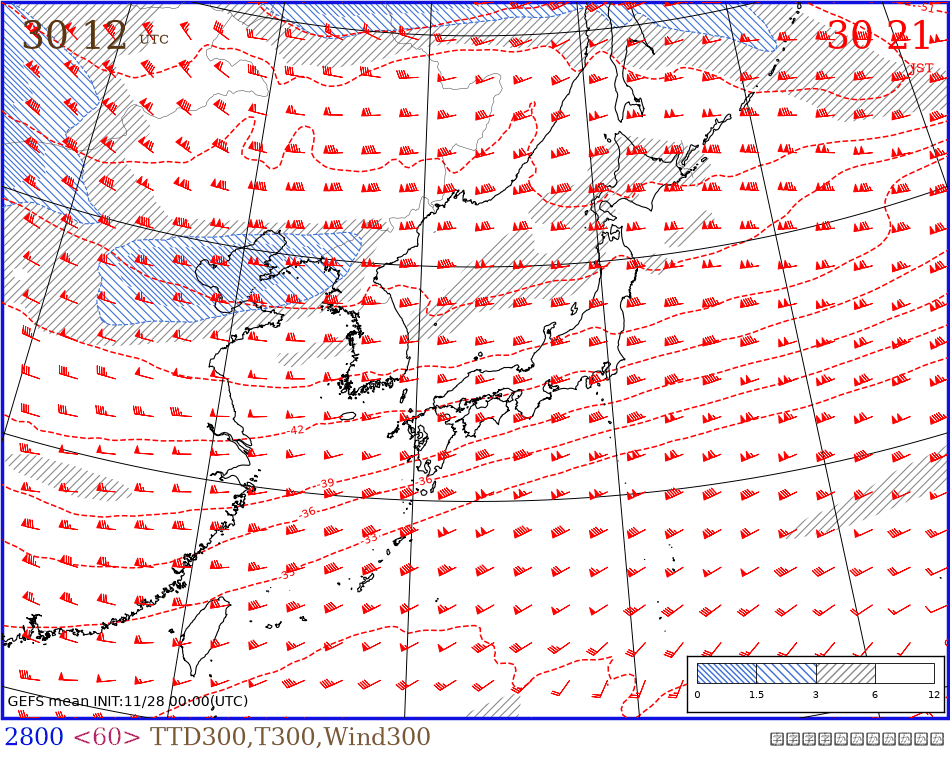 30 12 UTC
30 21
JST
-51
-42
-39
-36
-36
-33
-33
0 1.5 3 6 12
GEFS mean INIT:11/28 00:00(UTC)
2800 <60> TTD300,T300,Wind300